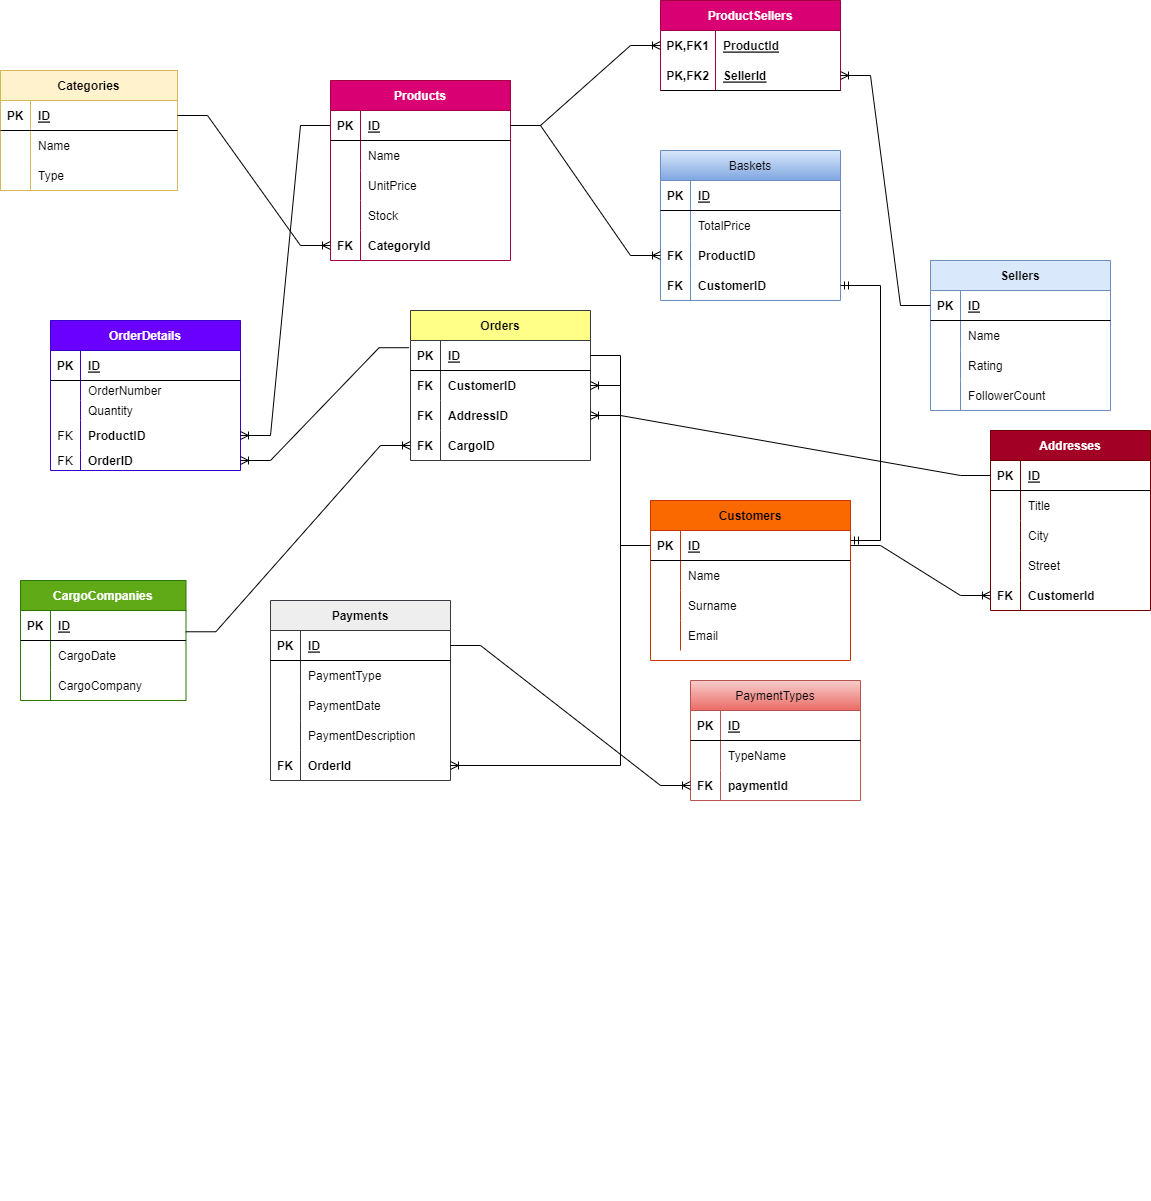 ProductSellers
PK,FK1 ProductId
PK,FK2 SellerId
Categories
PK ID
Name
Type
Products
PK ID
Name
UnitPrice
Stock
FK CategoryId
Baskets
PK ID
TotalPrice
FK ProductID
FK CustomerID
Sellers
PK ID
Name
Rating
FollowerCount
OrderDetails
PK ID
OrderNumber
Quantity
FK ProductID
FK OrderID
Orders
PK ID
FK CustomerID
FK AddressID
FK CargoID
Addresses
PK ID
Title
City
Street
FK CustomerId
Customers
PK ID
Name
Surname
Email
CargoCompanies
PK ID
CargoDate
CargoCompany
Payments
PK ID
PaymentType
PaymentDate
PaymentDescription
FK OrderId
PaymentTypes
PK ID
TypeName
FK paymentId